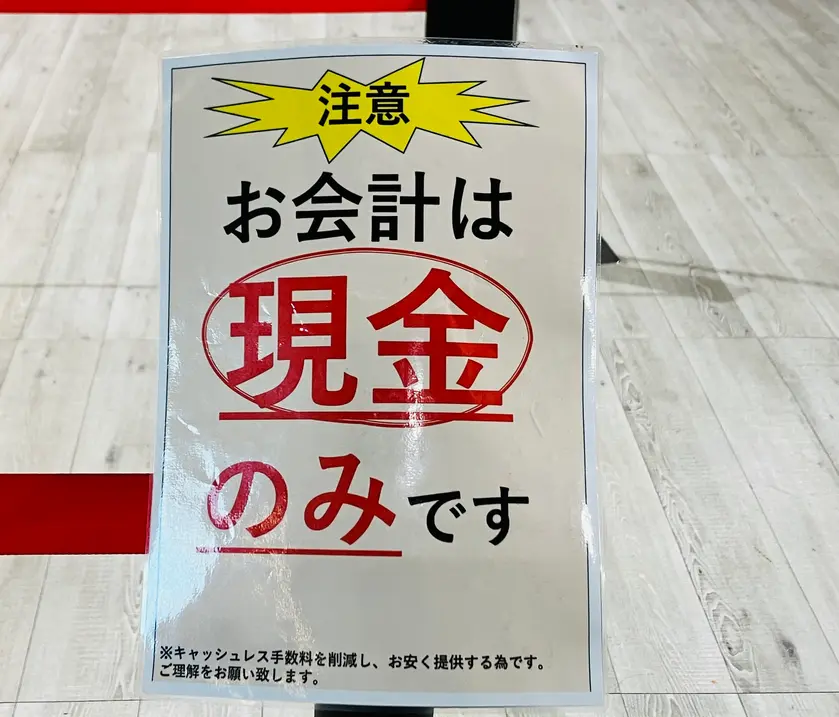 注意
お会計は
現金
のみです
※キャッシュレス手数料を削減し、お安く提供する為です。
ご理解をお願い致します。